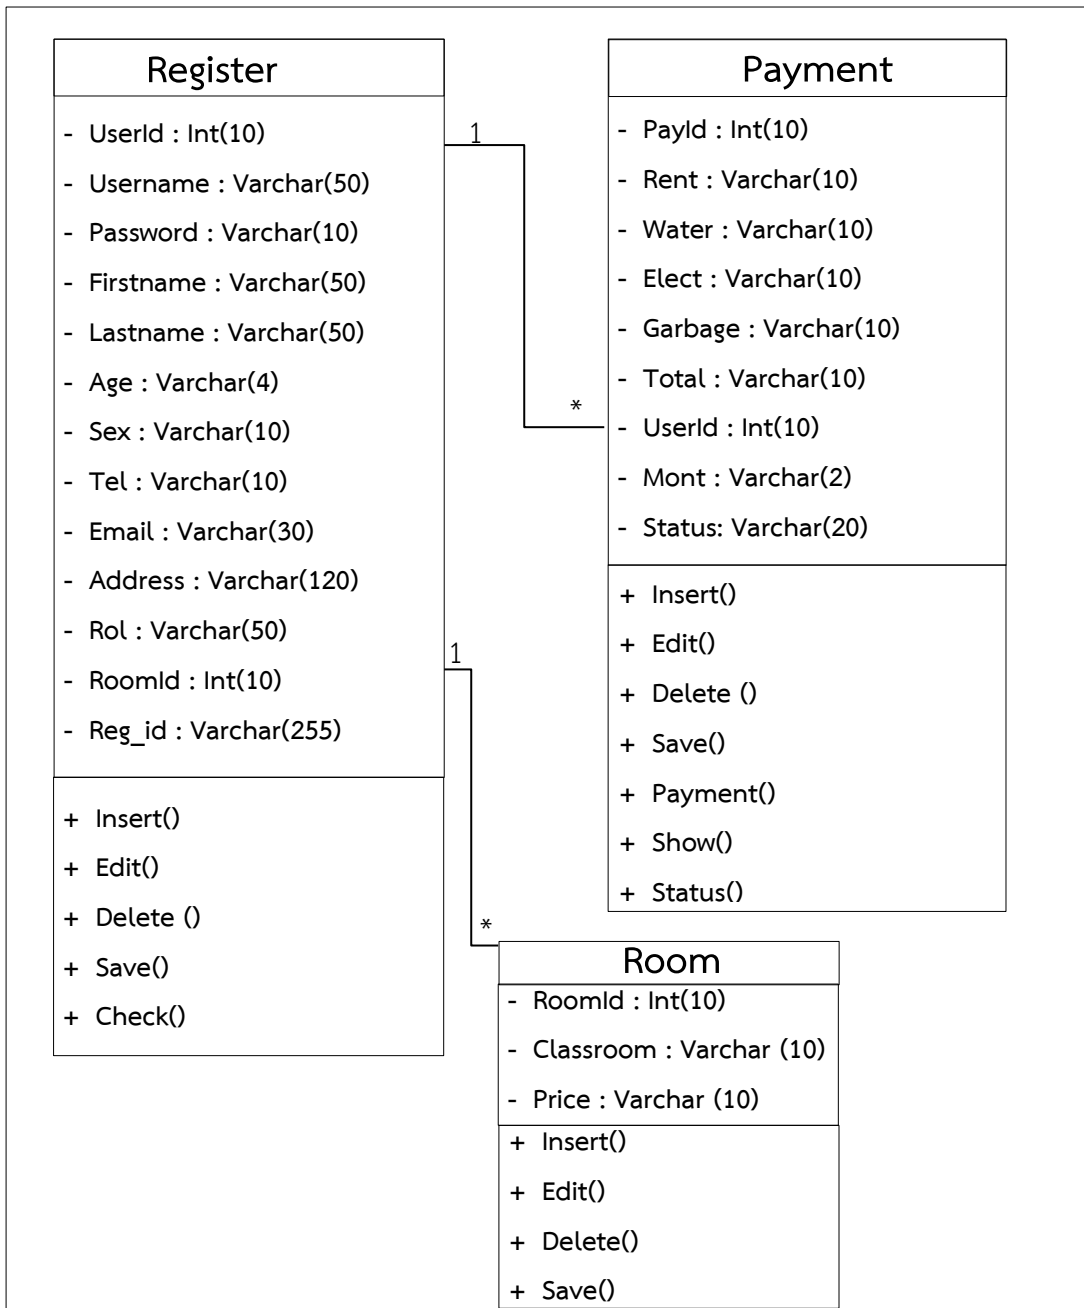 Register
- UserId : Int(10)
- Username : Varchar(50)
- Password : Varchar(10)
- Firstname : Varchar(50)
- Lastname : Varchar(50)
- Age : Varchar(4)
- Sex : Varchar(10)
- Tel : Varchar(10)
- Email : Varchar(30)
- Address : Varchar(120)
- Rol : Varchar(50)
- RoomId : Int(10)
- Reg_id : Varchar(255)
+ Insert()
+ Edit()
+ Delete ()
+ Save()
+ Check()
1
*
1
*
Payment
- PayId : Int(10)
- Rent : Varchar(10)
- Water : Varchar(10)
- Elect : Varchar(10)
- Garbage : Varchar(10)
- Total : Varchar(10)
- UserId : Int(10)
- Mont : Varchar(2)
- Status: Varchar(20)
+ Insert()
+ Edit()
+ Delete ()
+ Save()
+ Payment()
+ Show()
+ Status()
Room
- RoomId : Int(10)
- Classroom : Varchar (10)
- Price : Varchar (10)
+ Insert()
+ Edit()
+ Delete()
+ Save()